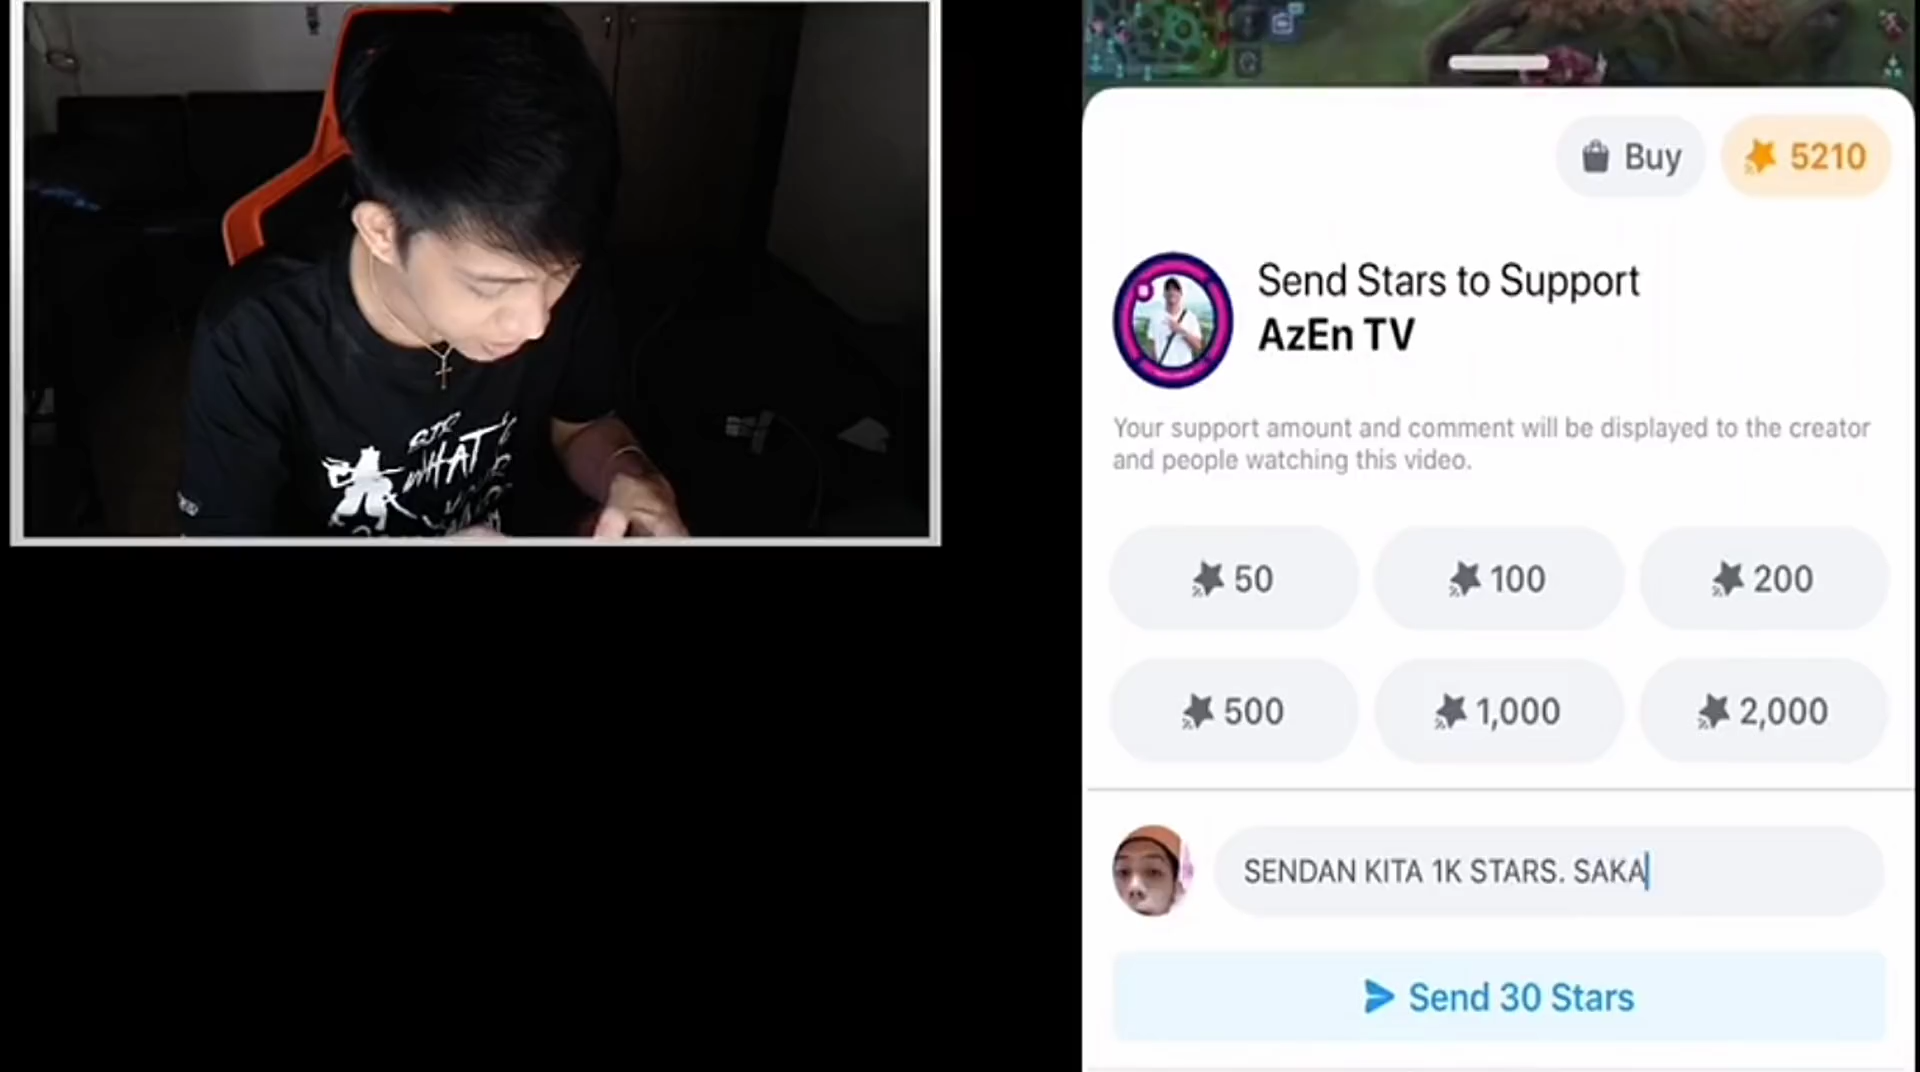 SIR
WHAT
Buy
5210
Send Stars to Support
AzEn TV
Your support amount and comment will be displayed to the creator
and people watching this video.
50
100
200
500
1,000
2,000
SENDAN KITA 1K STARS. SAKA
Send 30 Stars